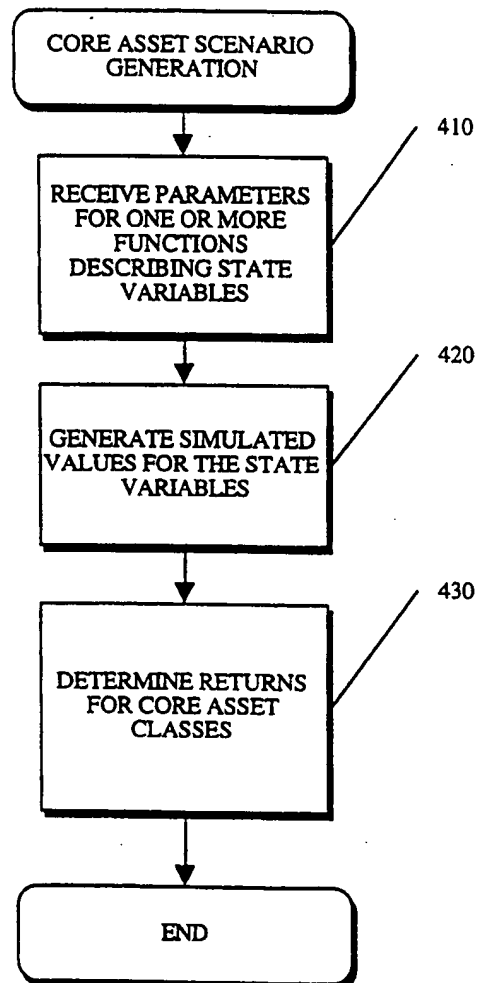 CORE ASSET SCENARIO
GENERATION
410
RECEIVE PARAMETERS
FOR ONE OR MORE
FUNCTIONS
DESCRIBING STATE
VARIABLES
420
GENERATE SIMULATED
VALUES FOR THE STATE
VARIABLES
430
DETERMINE RETURNS
FOR CORE ASSET
CLASSES
END